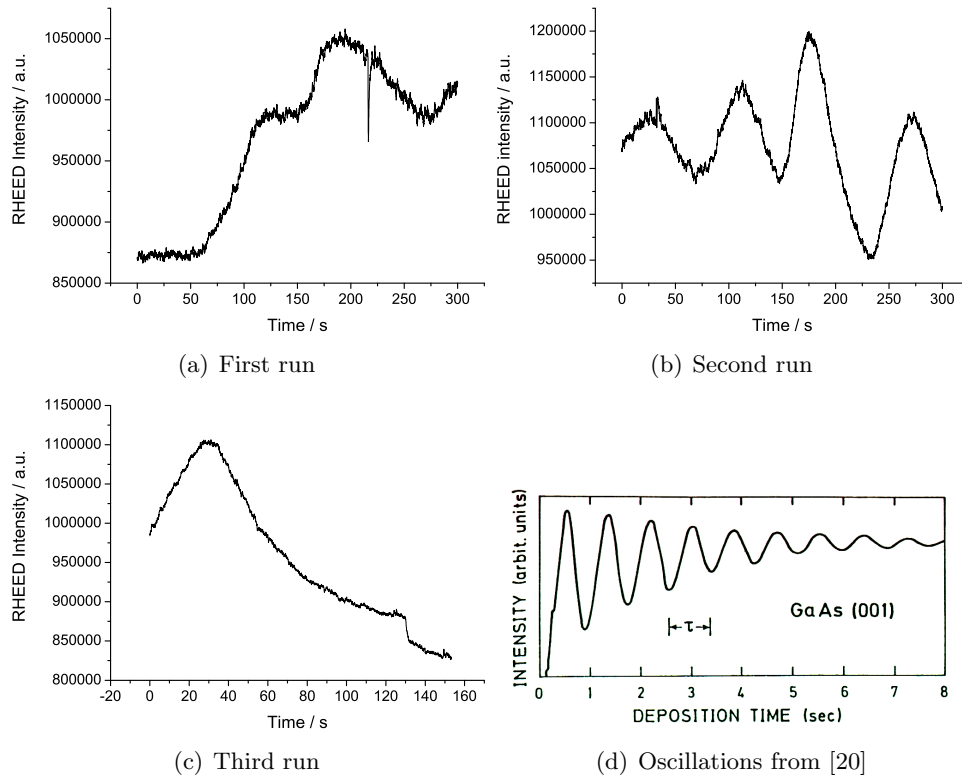 1050000
1000000
950000
900000
850000
RHEED Intensity / a.u.
0 50 100 150 200 250 300
Time / s
(a) First run
1200000
1150000
1100000
1050000
1000000
950000
RHEED intensity / a.u.
0 50 100 150 200 250 300
Time / s
(b) Second run
1150000
1100000
1050000
1000000
950000
900000
850000
800000
RHEED Intensity / a.u.
-20 0 20 40 60 80 100 120 140 160
Time / s
(c) Third run
INTENSITY (arbit. units)
GaAs (001)
τ
0 1 2 3 4 5 6 7 8
DEPOSITION TIME (sec)
(d) Oscillations from [20]